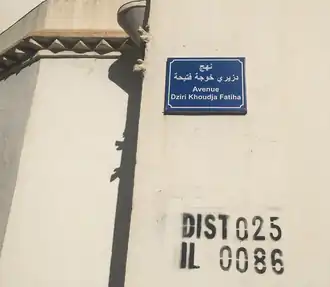 نهج
دزيري خوجة فتيحة
Avenue
Dziri Khoudja Fatiha
DIST 025
IL 0086